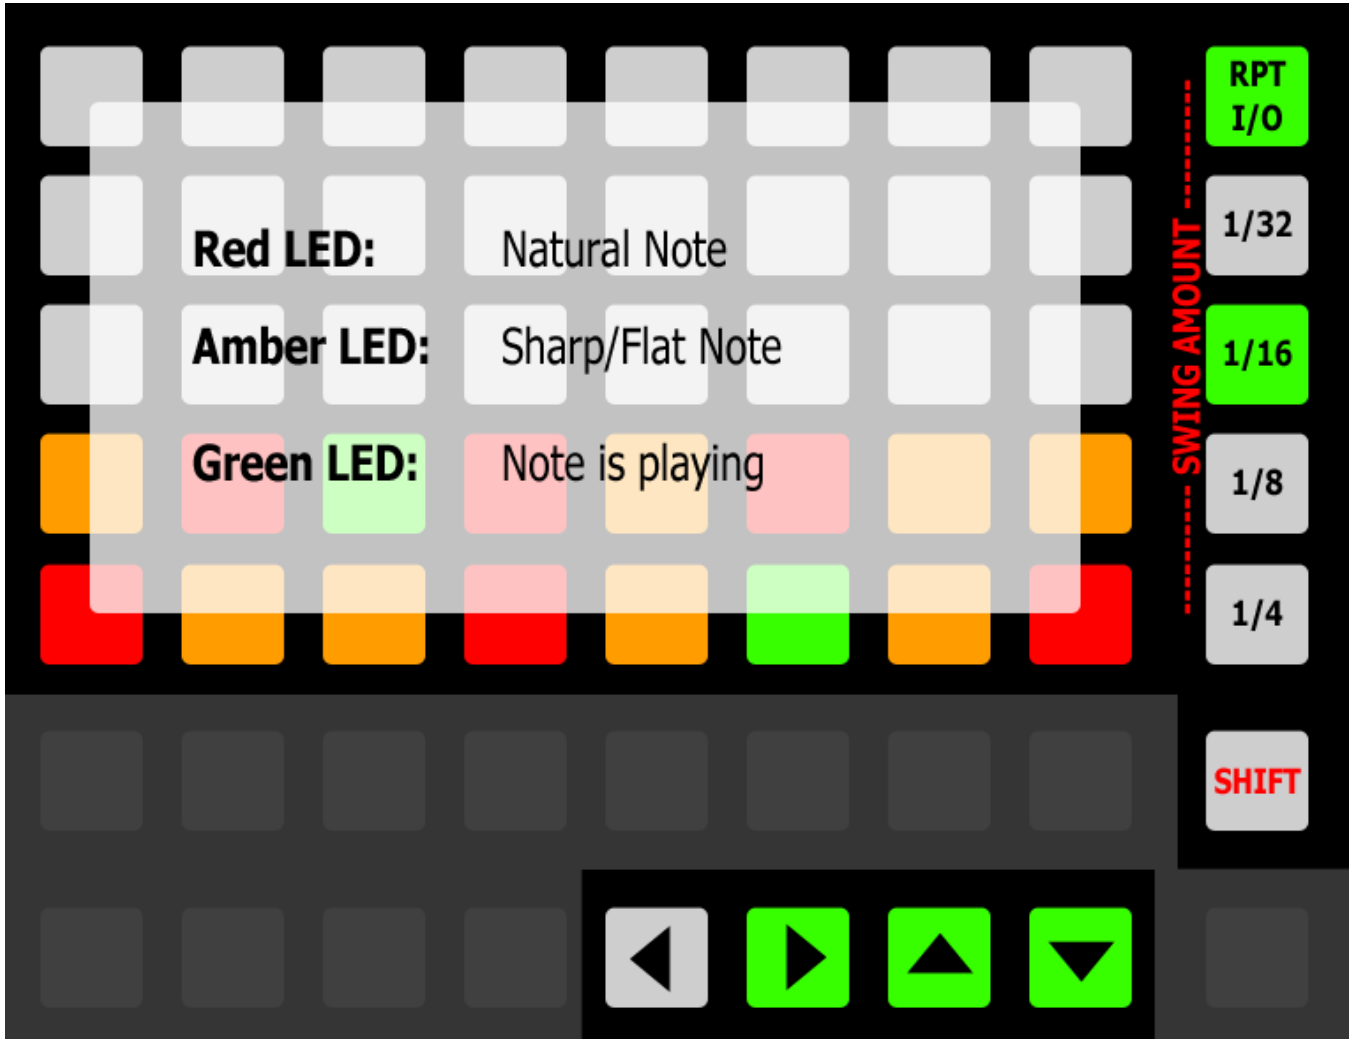 RPT
I/O
1/32
Red LED: Natural Note
Amber LED: Sharp/Flat Note
1/16
SWING AMOUNT
Green LED: Note is playing
1/8
1/4
SHIFT